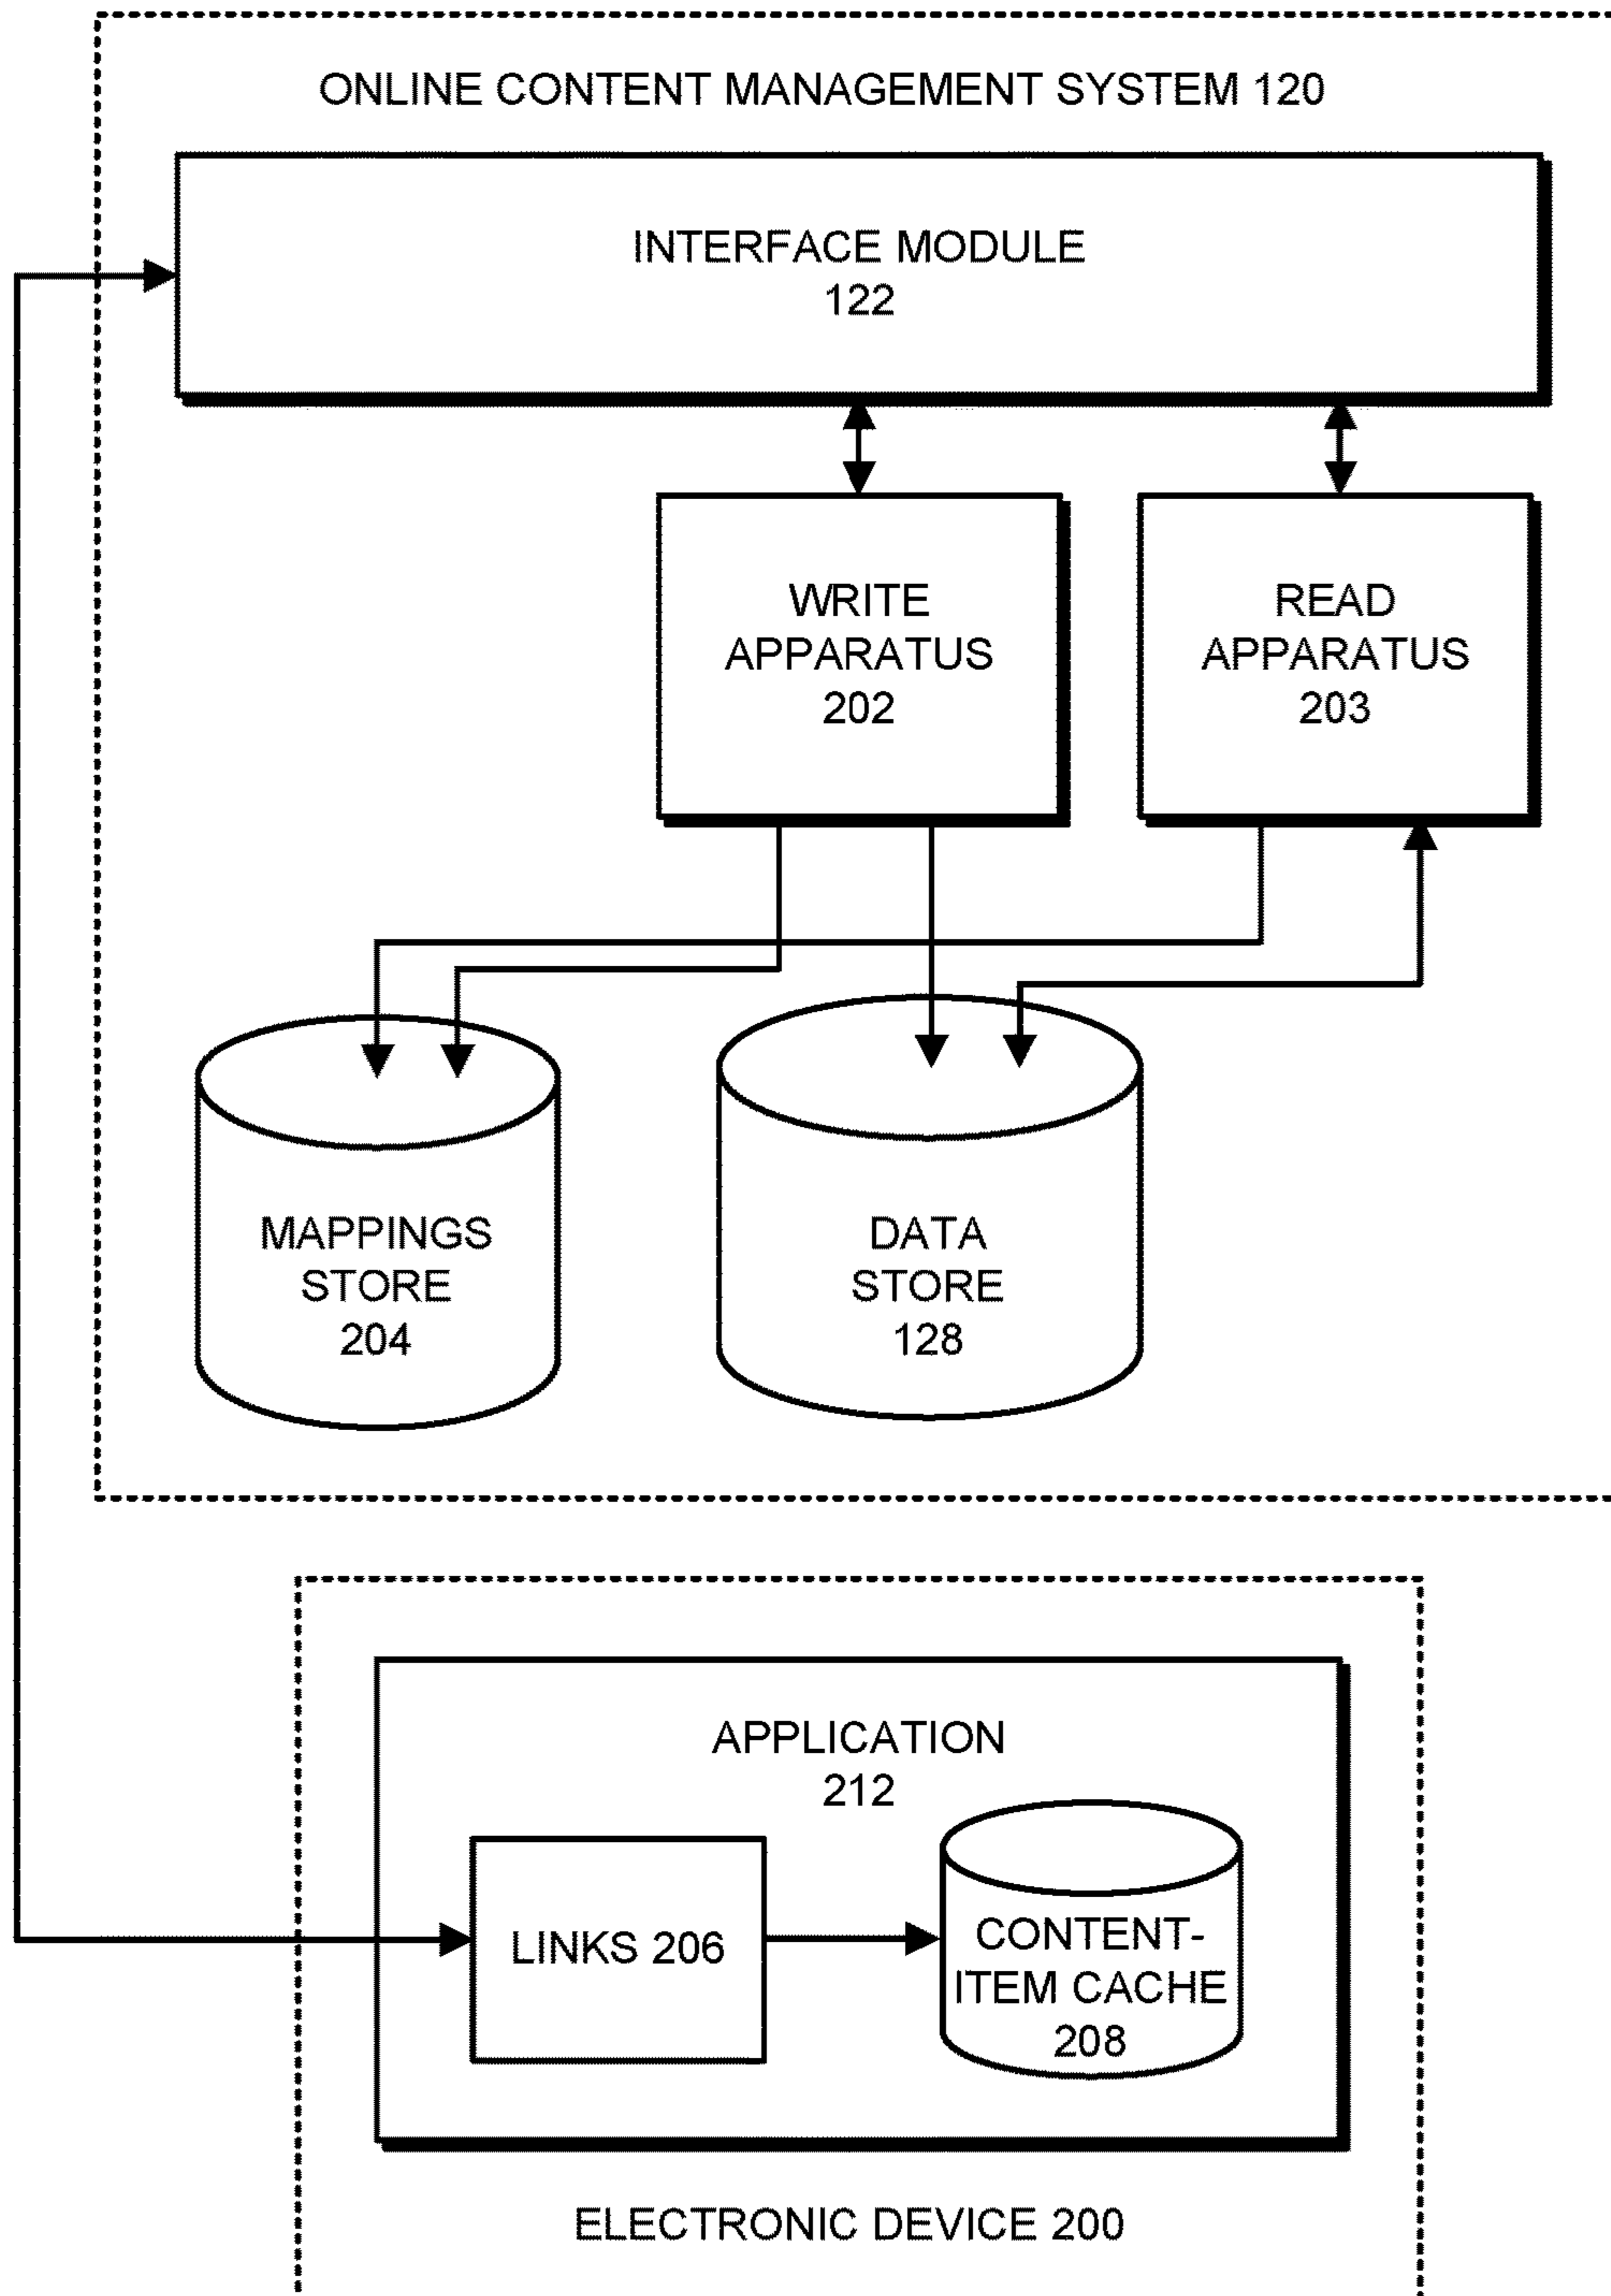 ONLINE CONTENT MANAGEMENT SYSTEM 120
INTERFACE MODULE
122
WRITE
APPARATUS
202
READ
APPARATUS
203
MAPPINGS
STORE
204
DATA
STORE
128
APPLICATION
212
LINKS 206
CONTENT-
ITEM CACHE
208
ELECTRONIC DEVICE 200